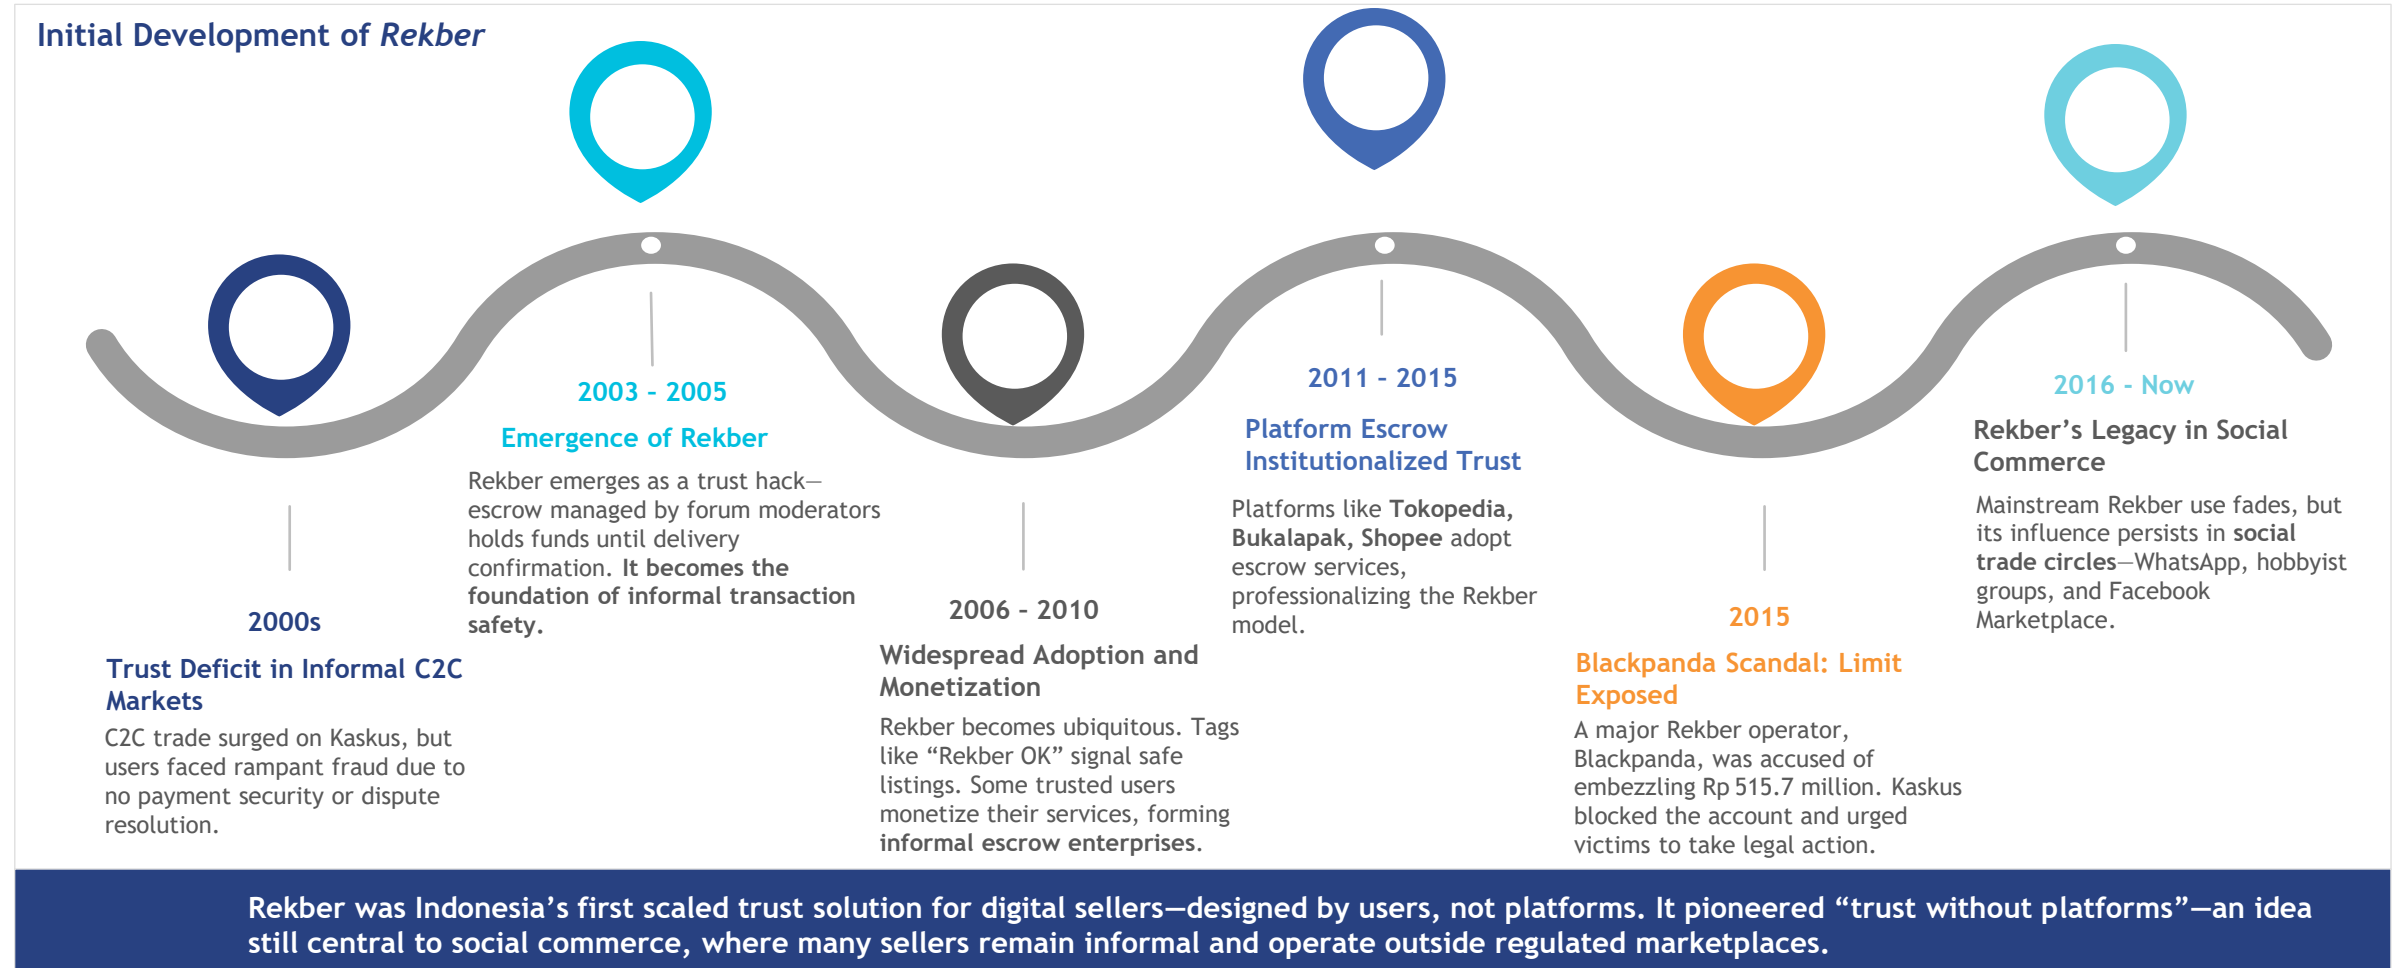 Initial Development of Rekber
2000s
Trust Deficit in Informal C2C
Markets
C2C trade surged on Kaskus, but
users faced rampant fraud due to
no payment security or dispute
resolution.
2003 – 2005
Emergence of Rekber
Rekber emerges as a trust hack—
escrow managed by forum moderators
holds funds until delivery
confirmation. It becomes the
foundation of informal transaction
safety.
2006 – 2010
Widespread Adoption and
Monetization
Rekber becomes ubiquitous. Tags
like “Rekber OK” signal safe
listings. Some trusted users
monetize their services, forming
informal escrow enterprises.
2011 – 2015
Platform Escrow
Institutionalized Trust
Platforms like Tokopedia,
Bukalapak, Shopee adopt
escrow services,
professionalizing the Rekber
model.
2015
Blackpanda Scandal: Limit
Exposed
A major Rekber operator,
Blackpanda, was accused of
embezzling Rp 515.7 million. Kaskus
blocked the account and urged
victims to take legal action.
2016 - Now
Rekber’s Legacy in Social
Commerce
Mainstream Rekber use fades, but
its influence persists in social
trade circles—WhatsApp, hobbyist
groups, and Facebook
Marketplace.
Rekber was Indonesia’s first scaled trust solution for digital sellers—designed by users, not platforms. It pioneered “trust without platforms”—an idea
still central to social commerce, where many sellers remain informal and operate outside regulated marketplaces.